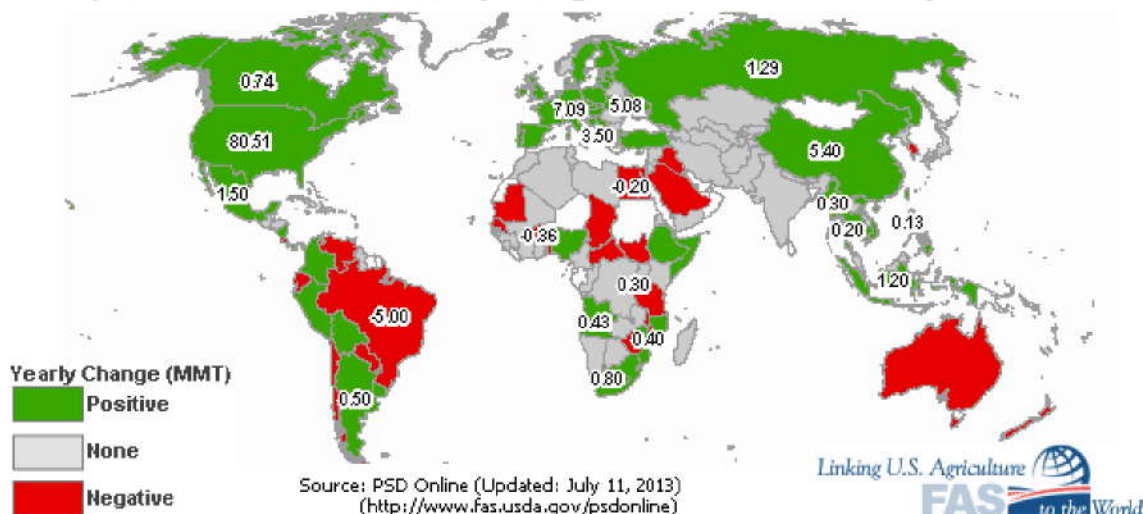 0.74
1.29
7.09
5.08
80.51
3.50
5.40
1.50
-0.20
0.30
0.13
0.20
-0.36
0.30
1.20
-5.00
0.43
0.40
0.80
0.50
Yearly Change (MMT)
Positive
None
Negative
Source: PSD Online (Updated: July 11, 2013)
(http://www.fas.usda.gov/psdonline)
Linking U.S. Agriculture
FAS to the World